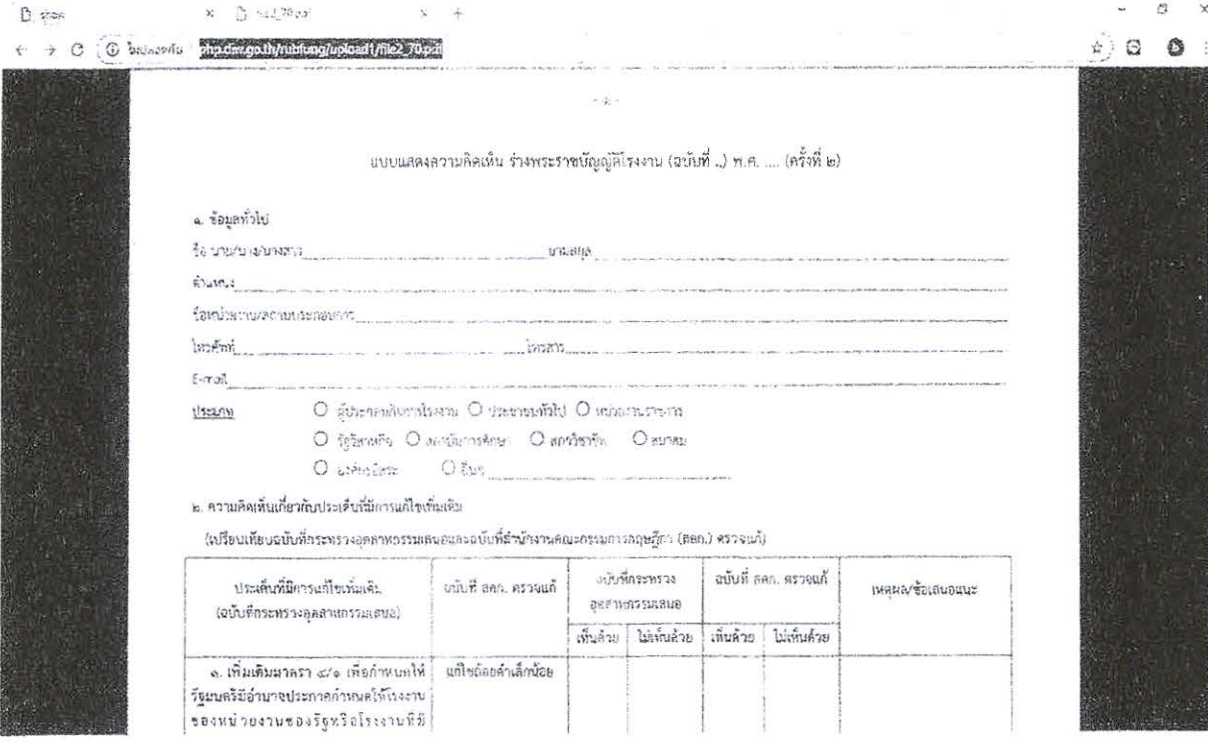 ไม่ปลอดภัย php.diw.go.th/rubfung/upload1/file2_70.pdf
- ๑ -
แบบแสดงความคิดเห็น ร่างพระราชบัญญัติโรงงาน (ฉบับที่ ..) พ.ศ. .... (ครั้งที่ ๒)
๑. ข้อมูลทั่วไป
ชื่อ นาย/นาง/นางสาว นามสกุล
ตำแหน่ง
ชื่อหน่วยงาน/สถานประกอบการ
โทรศัพท์ โทรสาร
E-mail
ประเภท ผู้ประกอบกิจการโรงงาน ประชาชนทั่วไป หน่วยงานราชการ
รัฐวิสาหกิจ สถาบันการศึกษา สภาวิชาชีพ สมาคม
องค์กรอิสระ อื่นๆ
๒. ความคิดเห็นเกี่ยวกับประเด็นที่มีการแก้ไขเพิ่มเติม
(เปรียบเทียบฉบับที่กระทรวงอุตสาหกรรมเสนอและฉบับที่สำนักงานคณะกรรมการกฤษฎีกา (สคก.) ตรวจแก้)
ประเด็นที่มีการแก้ไขเพิ่มเติม
(ฉบับที่กระทรวงอุตสาหกรรมเสนอ)
ฉบับที่ สคก. ตรวจแก้
ฉบับที่กระทรวง
อุตสาหกรรมเสนอ
ฉบับที่ สคก. ตรวจแก้
เหตุผล/ข้อเสนอแนะ
เห็นด้วย ไม่เห็นด้วย เห็นด้วย ไม่เห็นด้วย
๑. เพิ่มเติมมาตรา ๔/๑ เพื่อกำหนดให้
รัฐมนตรีมีอำนาจประกาศกำหนดให้โรงงาน
ของหน่วยงานของรัฐหรือโรงงานที่มี
แก้ไขถ้อยคำเล็กน้อย